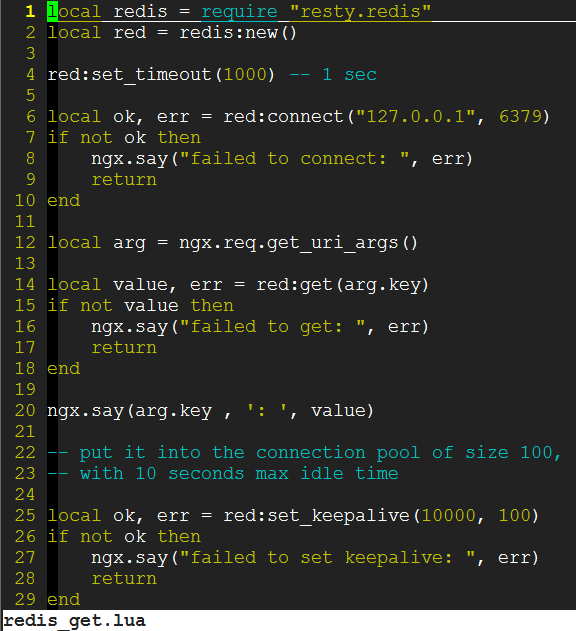 1 local redis = require "resty.redis"
2 local red = redis:new()
3
4 red:set_timeout(1000) -- 1 sec
5
6 local ok, err = red:connect("127.0.0.1", 6379)
7 if not ok then
8     ngx.say("failed to connect: ", err)
9     return
10 end
11
12 local arg = ngx.req.get_uri_args()
13
14 local value, err = red:get(arg.key)
15 if not value then
16     ngx.say("failed to get: ", err)
17     return
18 end
19
20 ngx.say(arg.key , ': ', value)
21
22 -- put it into the connection pool of size 100,
23 -- with 10 seconds max idle time
24
25 local ok, err = red:set_keepalive(10000, 100)
26 if not ok then
27     ngx.say("failed to set keepalive: ", err)
28     return
29 end
redis_get.lua